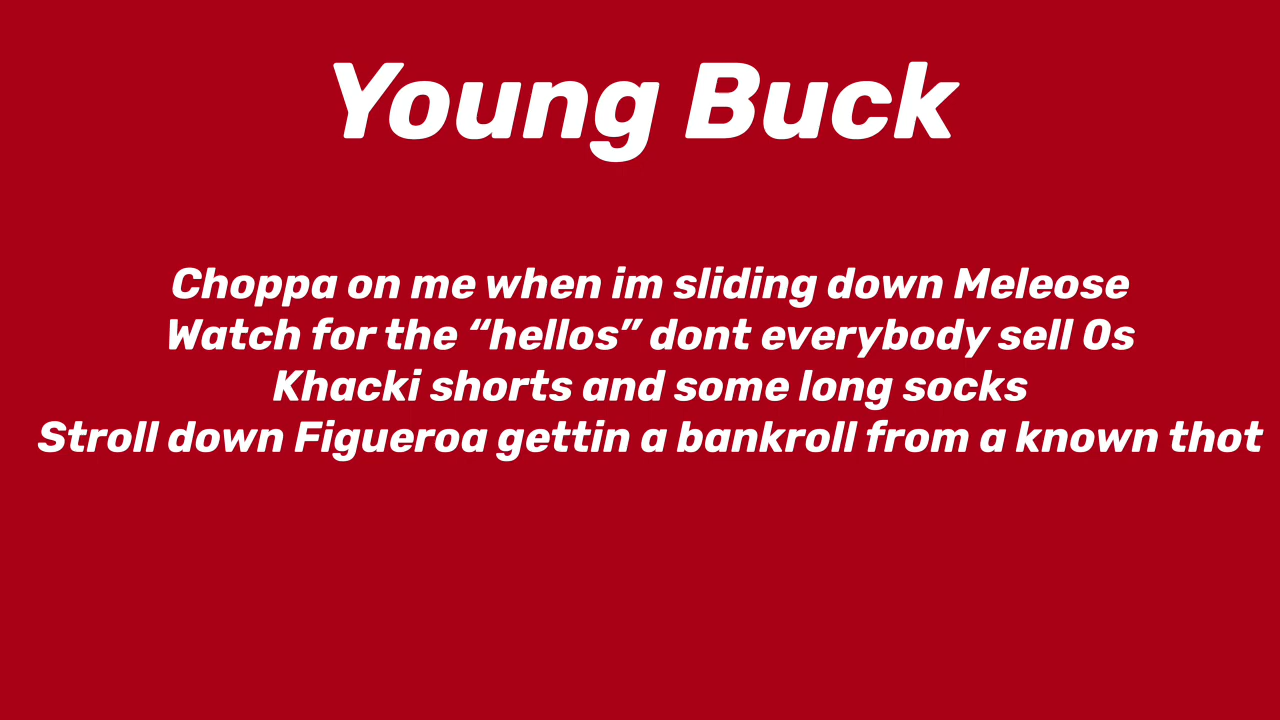 Young Buck
Choppa on me when im sliding down Meleose
Watch for the “hellos” dont everybody sell Os
Khacki shorts and some long socks
Stroll down Figueroa gettin a bankroll from a known thot